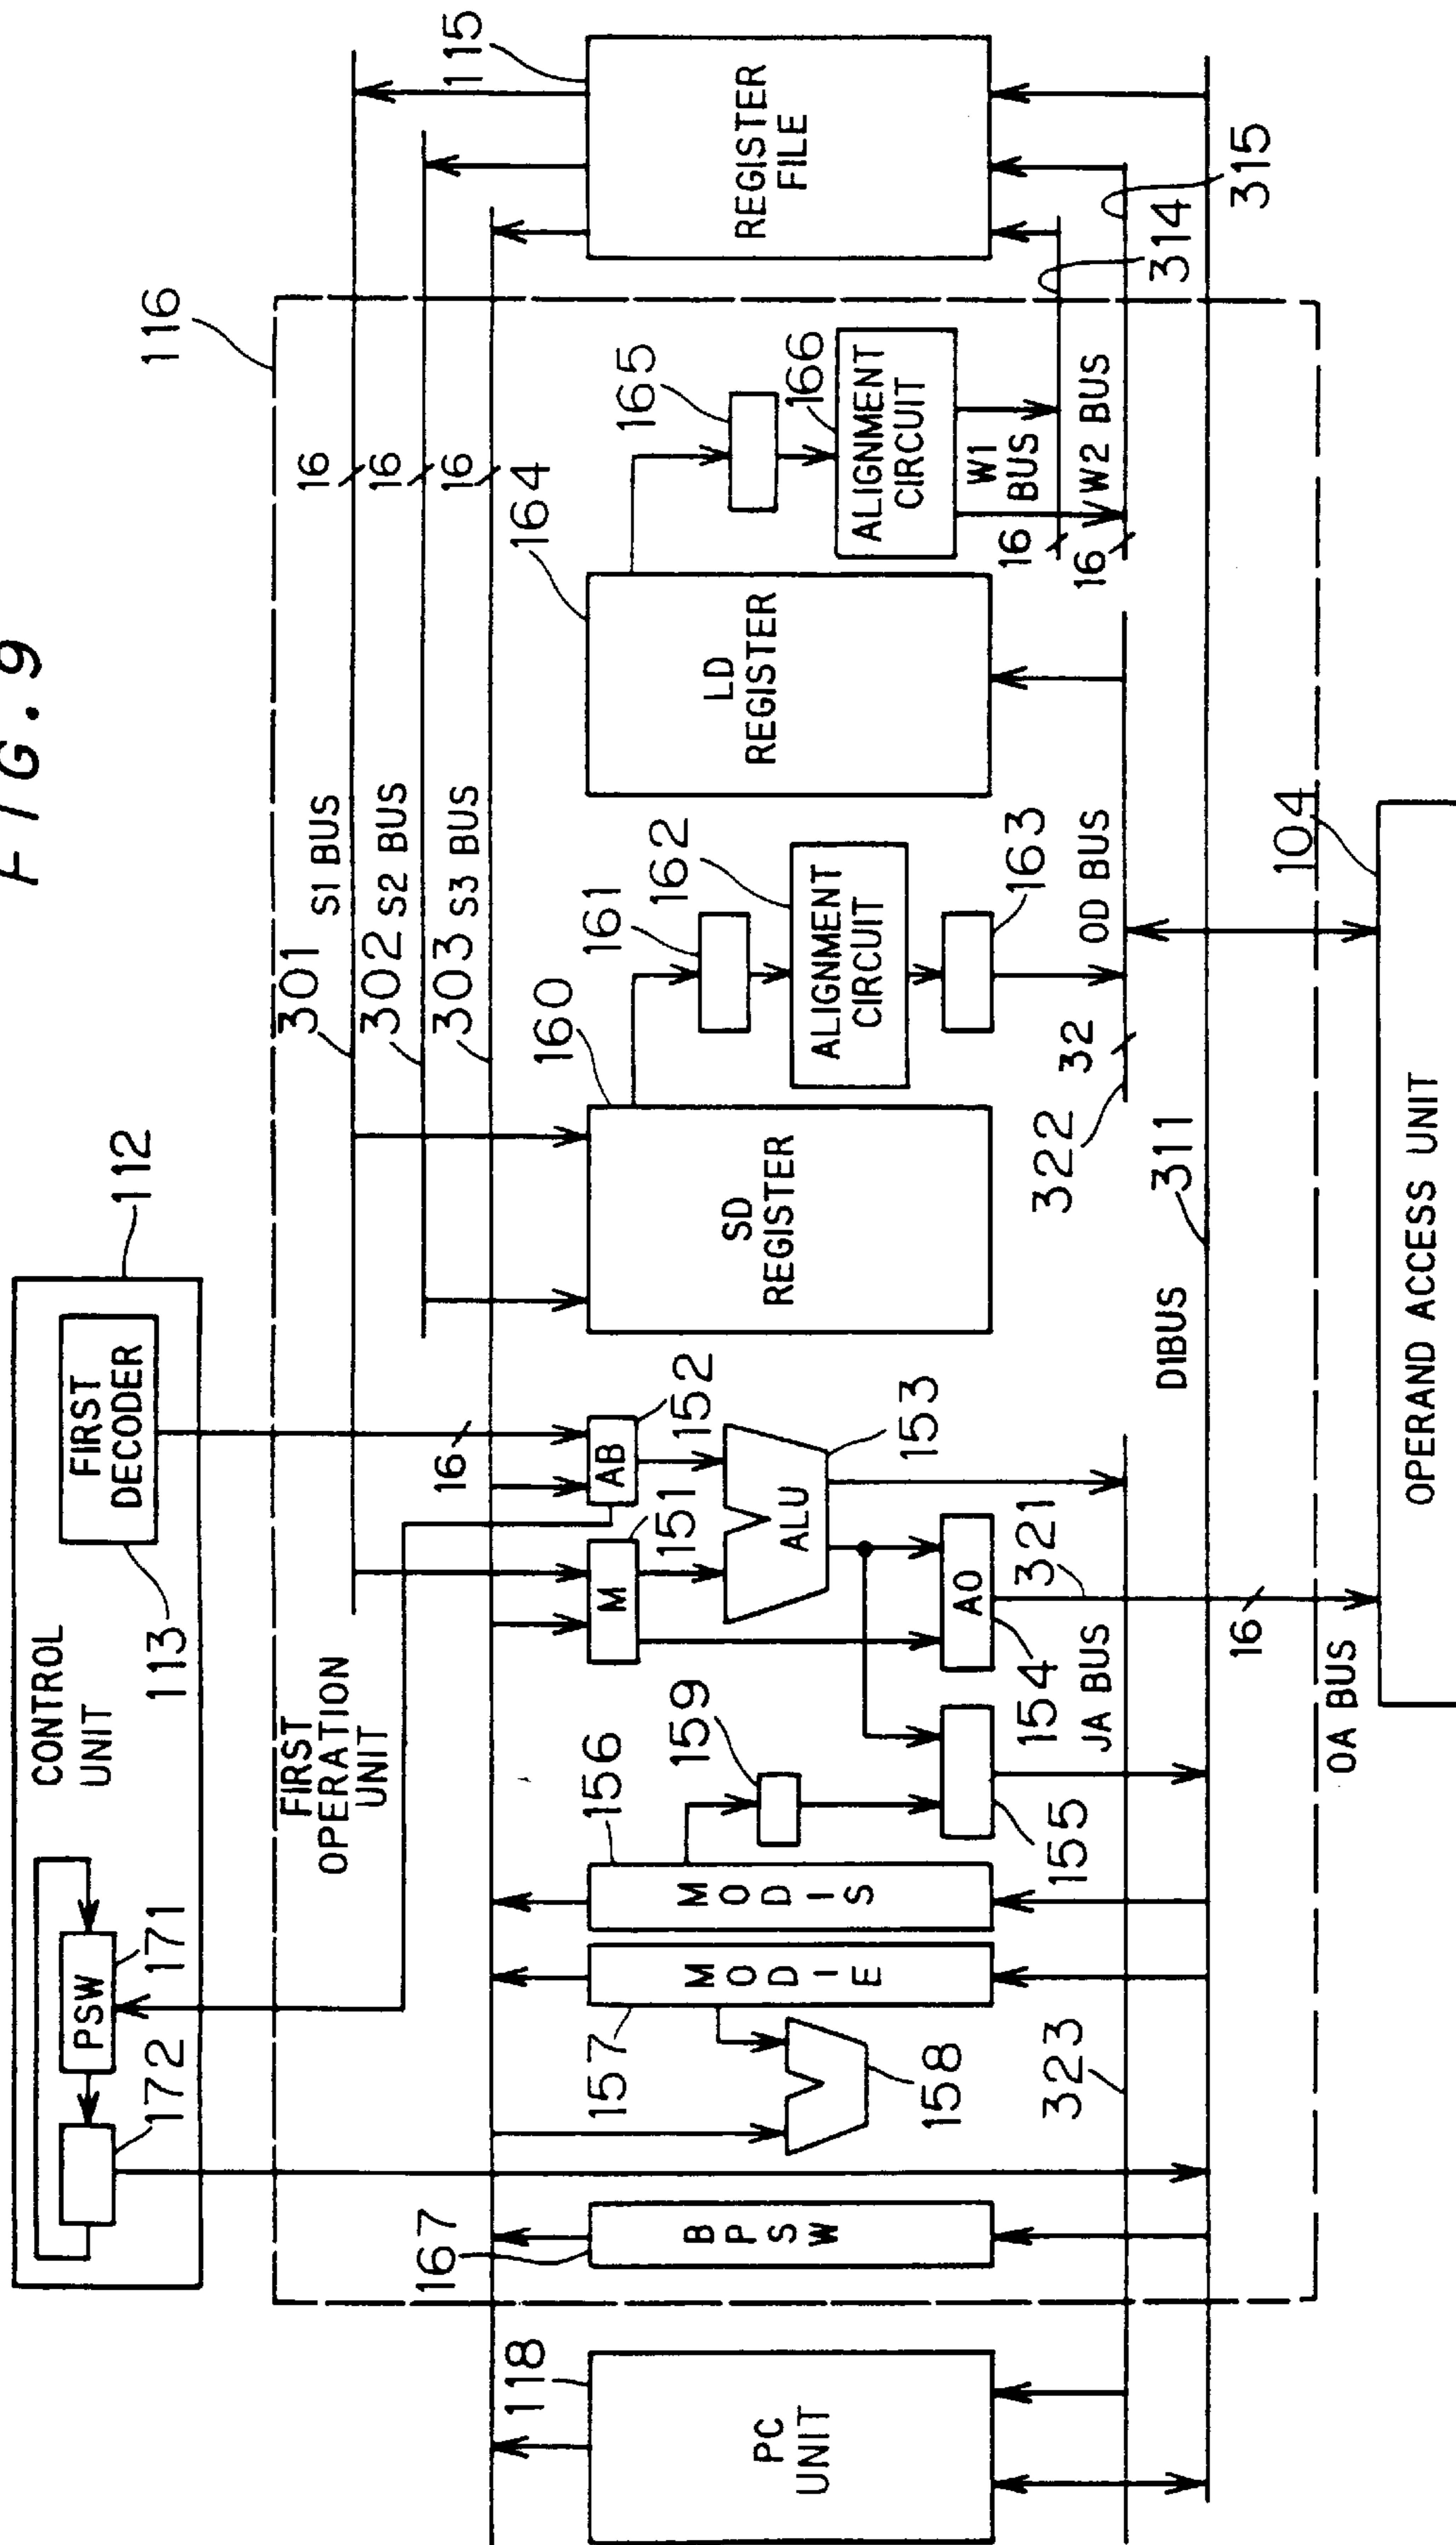 FIG. 9
CONTROL
UNIT
PSW
171
172
FIRST
DECODER
113
112
116
FIRST
OPERATION
UNIT
301
S1 BUS
16
302
S2 BUS
16
303
S3 BUS
16
115
REGISTER
FILE
118
PC
UNIT
167
BPSW
157
MODIE
158
156
MODIS
159
155
M
151
16
AB
152
ALU
153
AO
154
321
160
SD
REGISTER
161
162
ALIGNMENT
CIRCUIT
163
164
LD
REGISTER
165
166
ALIGNMENT
CIRCUIT
W1
BUS
16
W2 BUS
16
314
315
323
JA BUS
322
32
OD BUS
D1BUS
311
OA BUS
16
104
OPERAND ACCESS UNIT